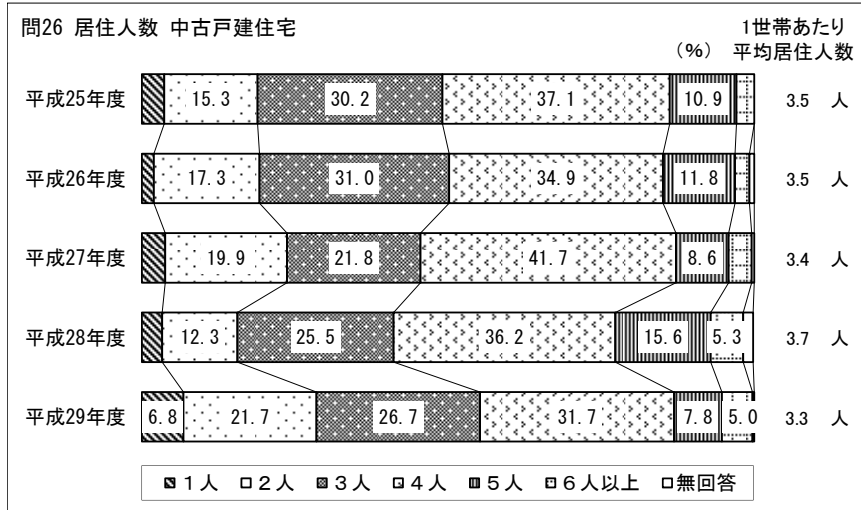 問26 居住人数 中古戸建住宅
1世帯あたり
(%) 平均居住人数
平成25年度 15.3 30.2 37.1 10.9 3.5 人
平成26年度 17.3 31.0 34.9 11.8 3.5 人
平成27年度 19.9 21.8 41.7 8.6 3.4 人
平成28年度 12.3 25.5 36.2 15.6 5.3 3.7 人
平成29年度 6.8 21.7 26.7 31.7 7.8 5.0 3.3 人
1人 2人 3人 4人 5人 6人以上 無回答